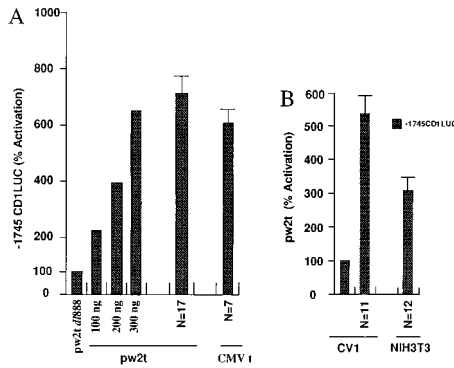 A
-1745 CD1LUC (% Activation)
1000
800
600
400
200
100
0
pw2t dl888
100 ng
200 ng
300 ng
N=17
N=7
pw2t
CMV t
B
-1745CD1LUC
pw2t (% Activation)
600
500
400
300
200
100
0
N=11
N=12
CV1
NIH3T3